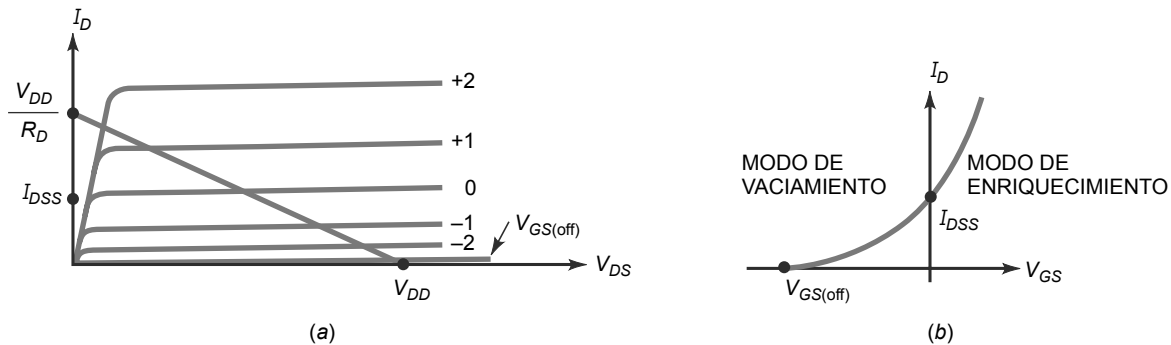 I_D
V_DD
R_D
I_DSS
+2
+1
0
–1
–2
V_GS(off)
V_DS
V_DD
(a)
I_D
MODO DE
VACIAMIENTO
MODO DE
ENRIQUECIMIENTO
I_DSS
V_GS(off)
V_GS
(b)